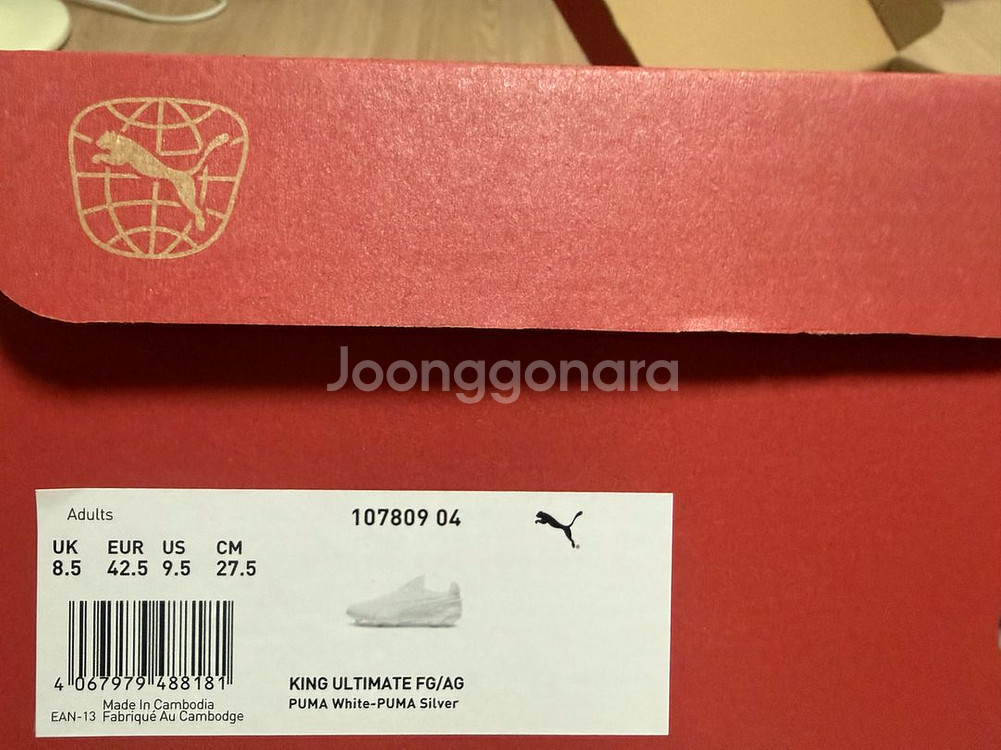 Joonggonara
Adults
107809 04
UK EUR US CM
8.5 42.5 9.5 27.5
4 067979 488181
Made In Cambodia
EAN-13 Fabriqué Au Cambodge
KING ULTIMATE FG/AG
PUMA White-PUMA Silver